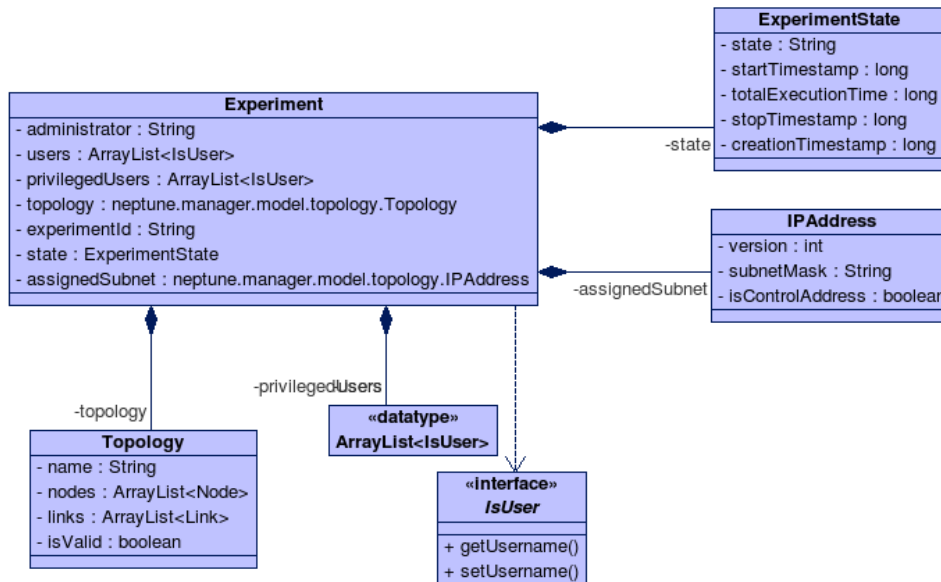 ExperimentState
- state : String
- startTimestamp : long
- totalExecutionTime : long
- stopTimestamp : long
- creationTimestamp : long
Experiment
- administrator : String
- users : ArrayList<IsUser>
- privilegedUsers : ArrayList<IsUser>
- topology : neptune.manager.model.topology.Topology
- experimentId : String
- state : ExperimentState
- assignedSubnet : neptune.manager.model.topology.IPAddress
-state
IPAddress
- version : int
- subnetMask : String
- isControlAddress : boolean
-assignedSubnet
-topology
-privilegedUsers
Topology
- name : String
- nodes : ArrayList<Node>
- links : ArrayList<Link>
- isValid : boolean
«datatype»
ArrayList<IsUser>
«interface»
IsUser
+ getUsername()
+ setUsername()